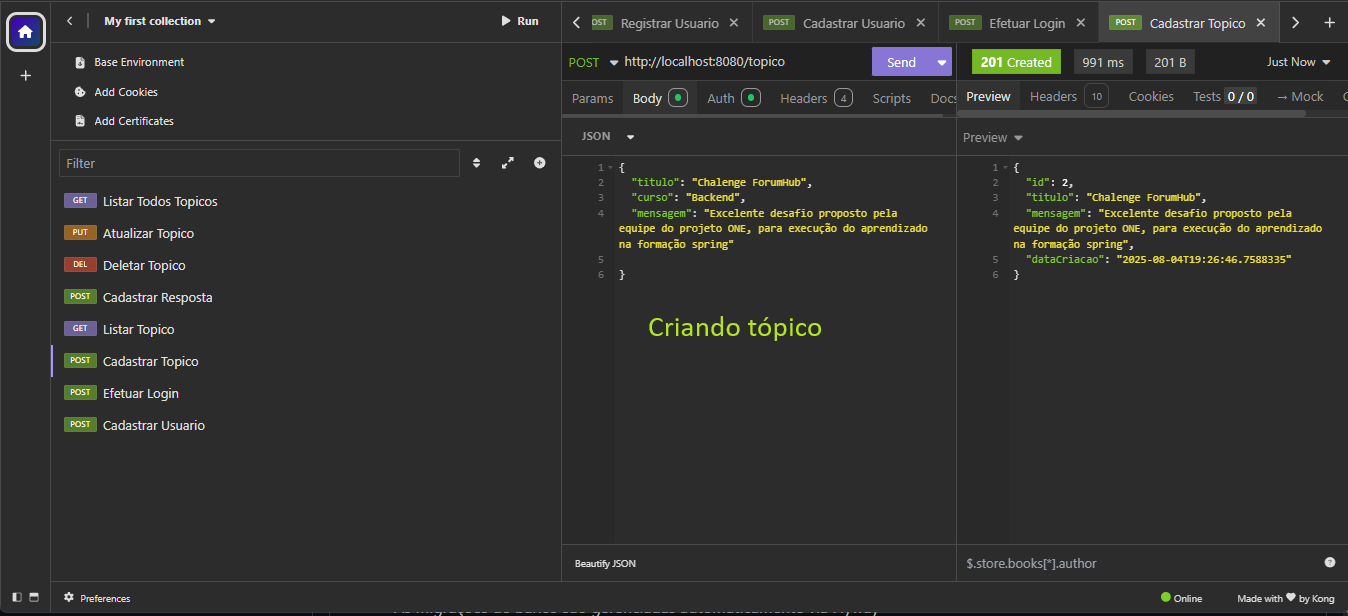 My first collection
Run
Base Environment
Add Cookies
Add Certificates
Filter
GET Listar Todos Topicos
PUT Atualizar Topico
DEL Deletar Topico
POST Cadastrar Resposta
GET Listar Topico
POST Cadastrar Topico
POST Efetuar Login
POST Cadastrar Usuario
Preferences
OST Registrar Usuario
POST Cadastrar Usuario
POST Efetuar Login
POST Cadastrar Topico
POST http://localhost:8080/topico
Send
Params Body Auth Headers 4 Scripts Docs
JSON
1 {
2 "titulo": "Chalenge ForumHub",
3 "curso": "Backend",
4 "mensagem": "Excelente desafio proposto pela
equipe do projeto ONE, para execução do aprendizado
na formação spring"
5
6 }
Criando tópico
Beautify JSON
201 Created 991 ms 201 B Just Now
Preview Headers 10 Cookies Tests 0 / 0 → Mock
Preview
1 {
2 "id": 2,
3 "titulo": "Chalenge ForumHub",
4 "mensagem": "Excelente desafio proposto pela
equipe do projeto ONE, para execução do aprendizado
na formação spring",
5 "dataCriacao": "2025-08-04T19:26:46.7588335"
6 }
$.store.books[*].author
Online
Made with ♥ by Kong